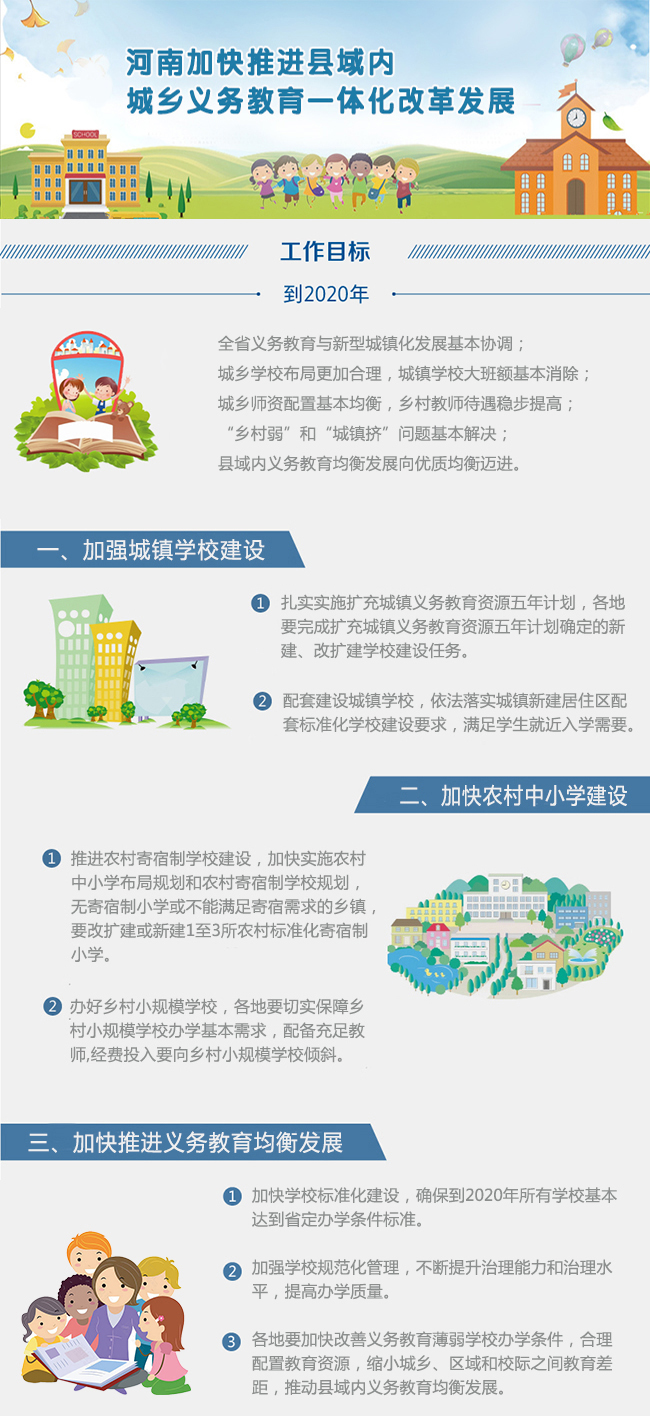 河南加快推进县域内
城乡义务教育一体化改革发展
SCHOOL
工作目标
到2020年
全省义务教育与新型城镇化发展基本协调；
城乡学校布局更加合理，城镇学校大班额基本消除；
城乡师资配置基本均衡，乡村教师待遇稳步提高；
“乡村弱”和“城镇挤”问题基本解决；
县域内义务教育均衡发展向优质均衡迈进。
一、加强城镇学校建设
1 扎实实施扩充城镇义务教育资源五年计划，各地
要完成扩充城镇义务教育资源五年计划确定的新
建、改扩建学校建设任务。
2 配套建设城镇学校，依法落实城镇新建居住区配
套标准化学校建设要求，满足学生就近入学需要。
二、加快农村中小学建设
1 推进农村寄宿制学校建设，加快实施农村
中小学布局规划和农村寄宿制学校规划，
无寄宿制小学或不能满足寄宿需求的乡镇，
要改扩建或新建1至3所农村标准化寄宿制
小学。
2 办好乡村小规模学校，各地要切实保障乡
村小规模学校办学基本需求，配备充足教
师,经费投入要向乡村小规模学校倾斜。
三、加快推进义务教育均衡发展
1 加快学校标准化建设，确保到2020年所有学校基本
达到省定办学条件标准。
2 加强学校规范化管理，不断提升治理能力和治理水
平，提高办学质量。
3 各地要加快改善义务教育薄弱学校办学条件，合理
配置教育资源，缩小城乡、区域和校际之间教育差
距，推动县域内义务教育均衡发展。